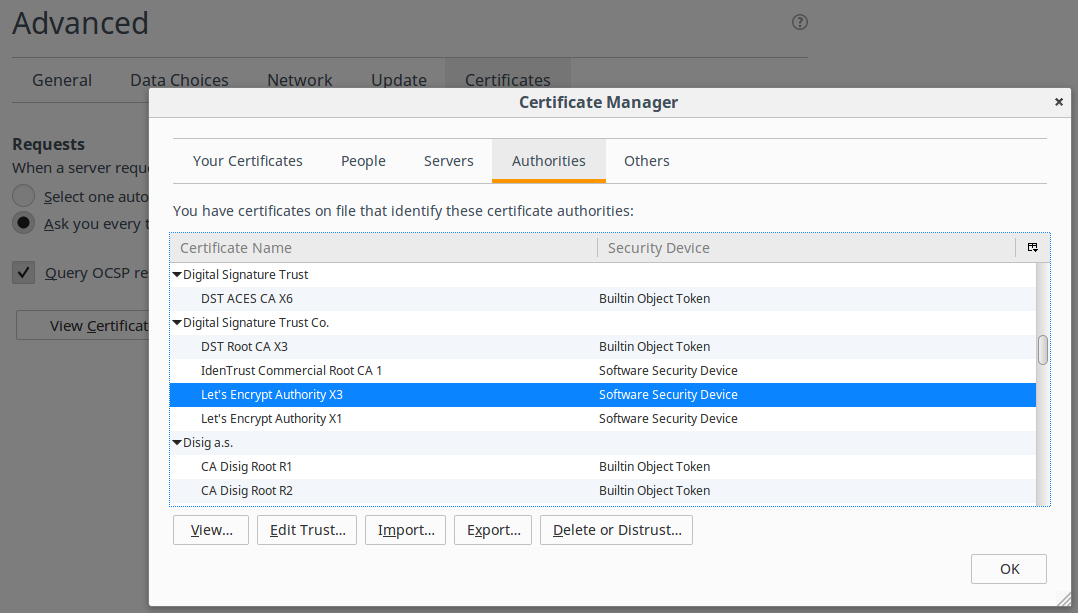 Advanced
?
General Data Choices Network Update Certificates
Requests
When a server reque
Select one auto
Ask you every t
Query OCSP re
View Certificat
Certificate Manager
Your Certificates People Servers Authorities Others
You have certificates on file that identify these certificate authorities:
Certificate Name Security Device
Digital Signature Trust
DST ACES CA X6 Builtin Object Token
Digital Signature Trust Co.
DST Root CA X3 Builtin Object Token
IdenTrust Commercial Root CA 1 Software Security Device
Let's Encrypt Authority X3 Software Security Device
Let's Encrypt Authority X1 Software Security Device
Disig a.s.
CA Disig Root R1 Builtin Object Token
CA Disig Root R2 Builtin Object Token
View... Edit Trust... Import... Export... Delete or Distrust...
OK